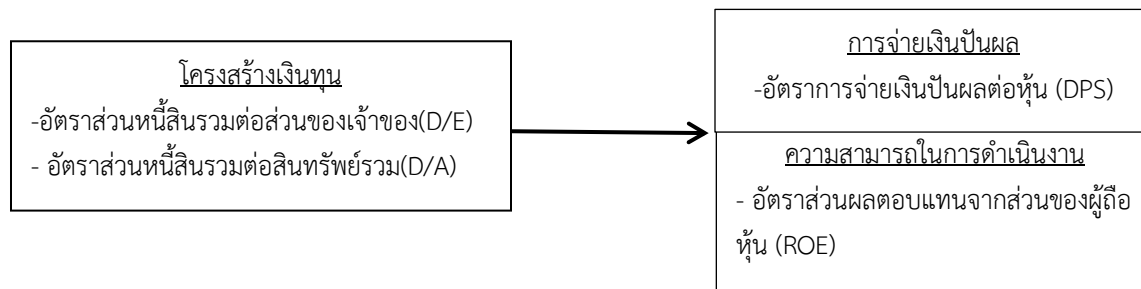 โครงสร้างเงินทุน
-อัตราส่วนหนี้สินรวมต่อส่วนของเจ้าของ(D/E)
- อัตราส่วนหนี้สินรวมต่อสินทรัพย์รวม(D/A)
การจ่ายเงินปันผล
-อัตราการจ่ายเงินปันผลต่อหุ้น (DPS)
ความสามารถในการดำเนินงาน
- อัตราส่วนผลตอบแทนจากส่วนของผู้ถือ
หุ้น (ROE)